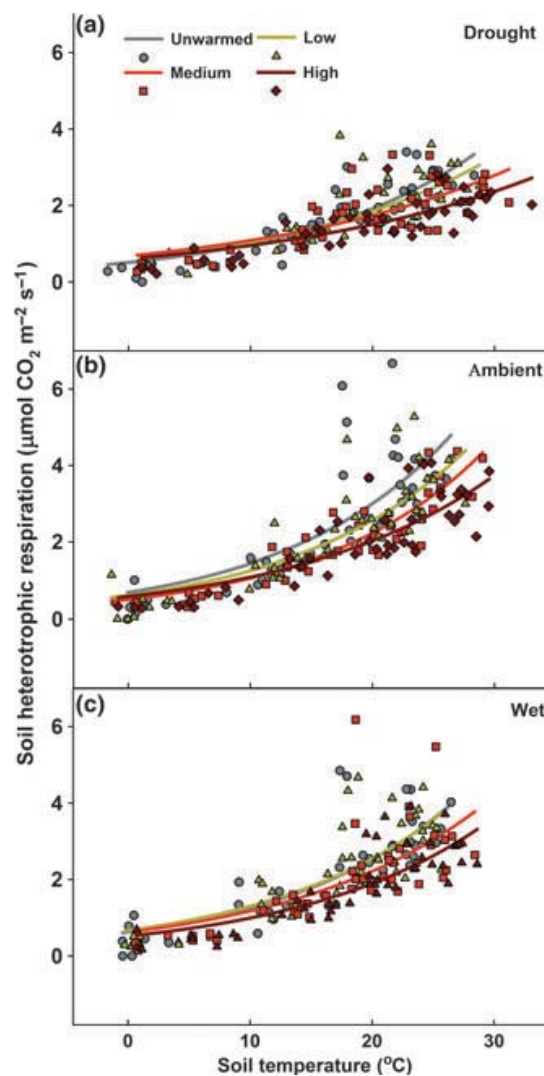 (a)
Unwarmed Low
Medium High
Drought
6
4
2
0
(b)
Ambient
6
4
2
0
(c)
Wet
6
4
2
0
0 10 20 30
Soil temperature (°C)
Soil heterotrophic respiration (μmol CO₂ m⁻² s⁻¹)